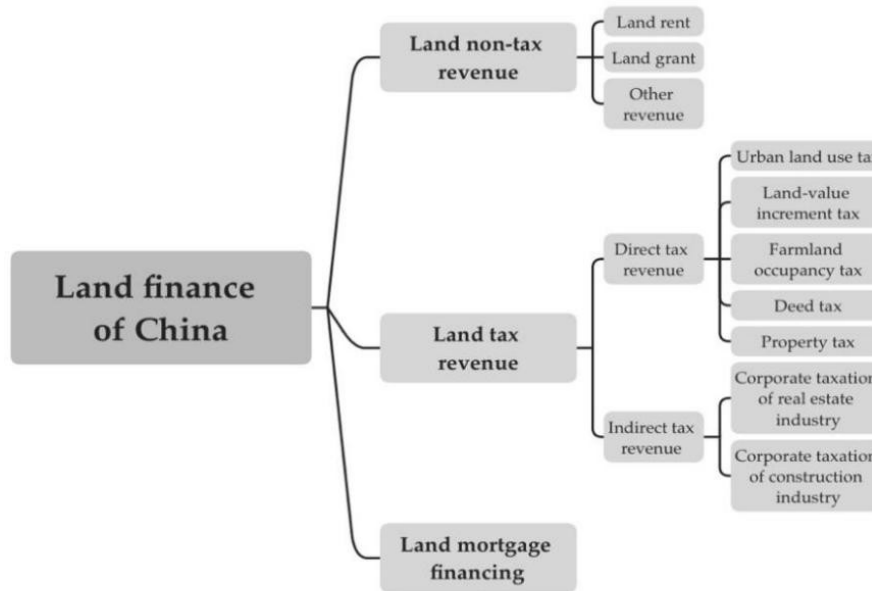 Land finance
of China
Land non-tax
revenue
Land rent
Land grant
Other
revenue
Land tax
revenue
Direct tax
revenue
Urban land use tax
Land-value
increment tax
Farmland
occupancy tax
Deed tax
Property tax
Indirect tax
revenue
Corporate taxation
of real estate
industry
Corporate taxation
of construction
industry
Land mortgage
financing